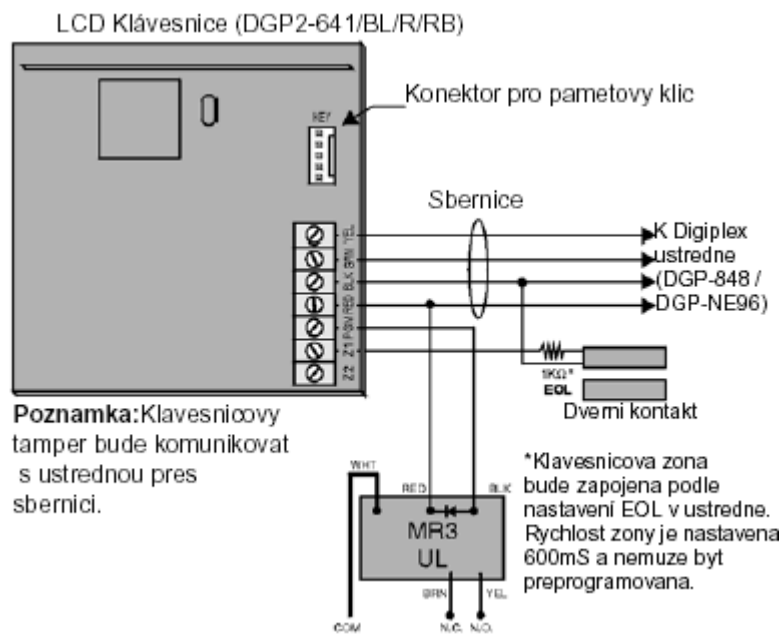 LCD Klávesnice (DGP2-641/BL/R/RB)
Konektor pro pametovy klic
KEY
Sbernice
YEL
BRN
BLK
RED
PGM
Z1
Z2
K Digiplex
ustredne
(DGP-848 /
DGP-NE96)
1KΩ*
EOL
Dverni kontakt
Poznamka:Klavesnicovy
tamper bude komunikovat
s ustrednou pres
sbernici.
*Klavesnicova zona
bude zapojena podle
nastavení EOL v ustredne.
Rychlost zony je nastavena
600mS a nemuze byt
preprogramovana.
WHT
RED
BLK
MR3
UL
BRN
YEL
COM
N.C.
N.O.